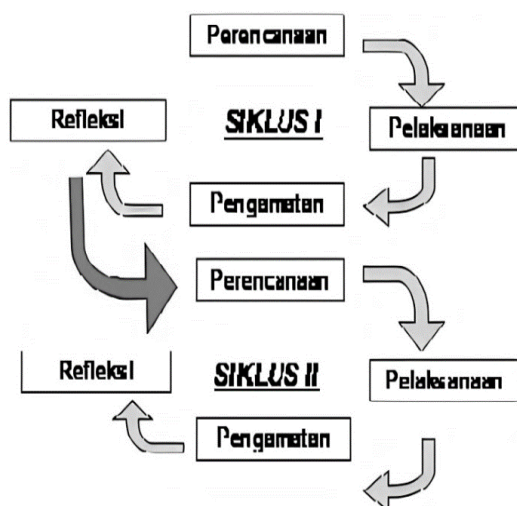 Perencanaan
Refleksi
SIKLUS I
Pelaksanaan
Pengamatan
Perencanaan
Refleksi
SIKLUS II
Pelaksanaan
Pengamatan